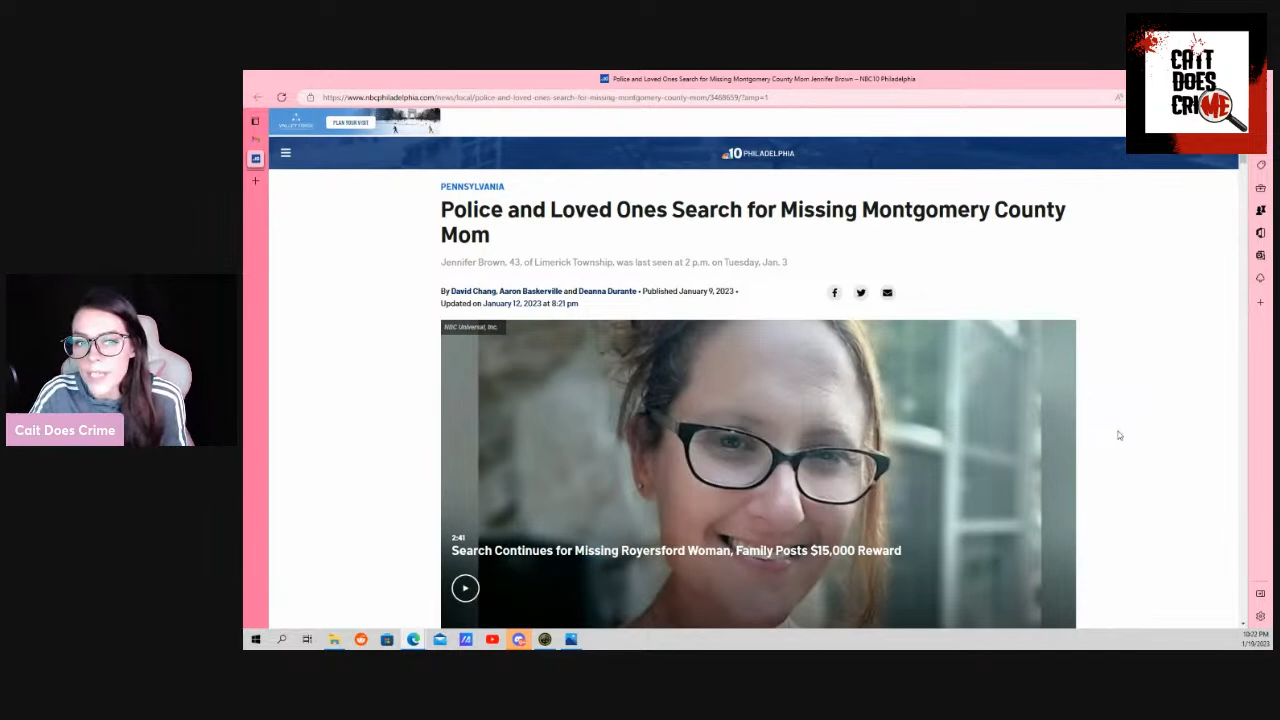 Police and Loved Ones Search for Missing Montgomery County Mom Jennifer Brown – NBC10 Philadelphia
https://www.nbcphiladelphia.com/news/local/police-and-loved-ones-search-for-missing-montgomery-county-mom/3468659/?amp=1
CAIT
DOES
CRIME
VALLEY FORGE
PLAN YOUR VISIT
10 PHILADELPHIA
PENNSYLVANIA
Police and Loved Ones Search for Missing Montgomery County
Mom
Jennifer Brown, 43, of Limerick Township, was last seen at 2 p.m. on Tuesday, Jan. 3
By David Chang, Aaron Baskerville and Deanna Durante • Published January 9, 2023 •
Updated on January 12, 2023 at 8:21 pm
NBC Universal, Inc.
Cait Does Crime
2:41
Search Continues for Missing Royersford Woman, Family Posts $15,000 Reward
10:22 PM
1/19/2023